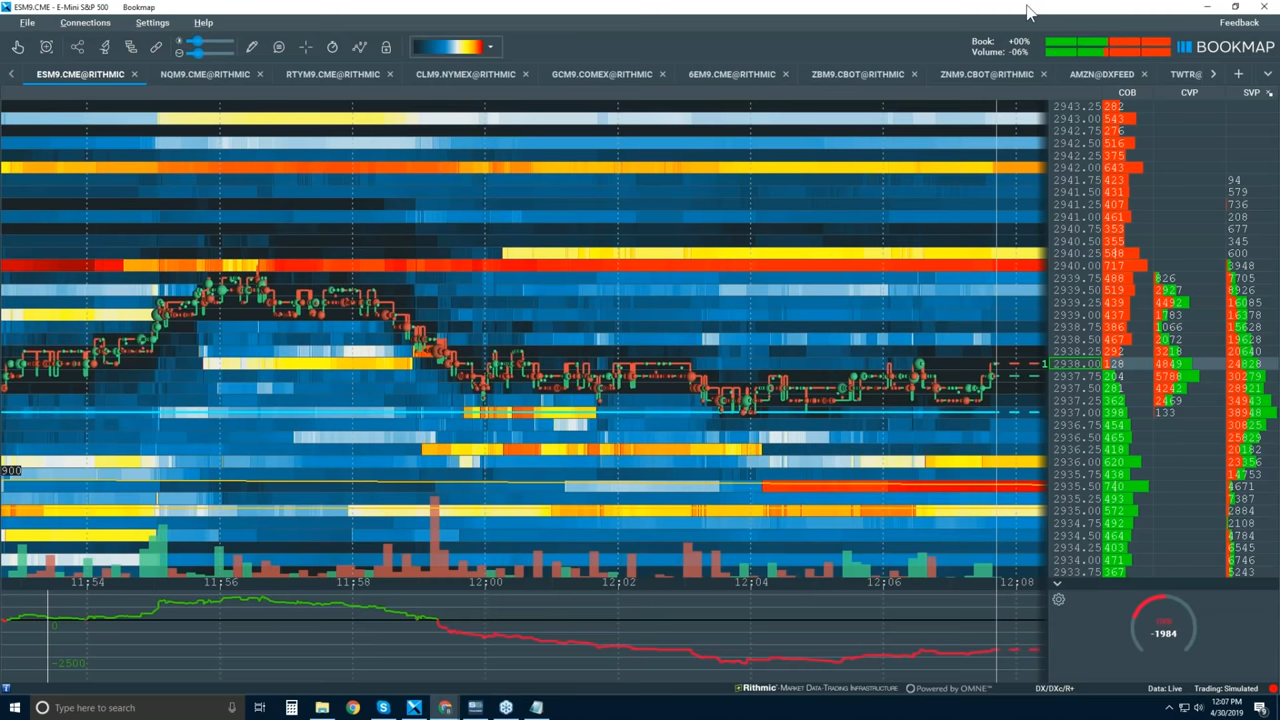 ESM9.CME - E-Mini S&P 500 Bookmap
File Connections Settings Help Feedback
Book: +00%
Volume: -06%
BOOKMAP
ESM9.CME@RITHMIC NQM9.CME@RITHMIC RTYM9.CME@RITHMIC CLM9.NYMEX@RITHMIC GCM9.COMEX@RITHMIC 6EM9.CME@RITHMIC ZBM9.CBOT@RITHMIC ZNM9.CBOT@RITHMIC AMZN@DXFEED TWTR@
COB CVP SVP
2943.25 282
2943.00 543
2942.75 276
2942.50 516
2942.25 375
2942.00 643
2941.75 423 94
2941.50 431 579
2941.25 407 736
2941.00 461 208
2940.75 353 677
2940.50 355 345
2940.25 588 600
2940.00 717 3948
2939.75 488 826 7705
2939.50 519 2927 8926
2939.25 439 4492 16085
2939.00 437 1783 16378
2938.75 386 1066 15628
2938.50 467 2072 19628
2938.25 292 3218 20640
1 2938.00 128 4849 24828
2937.75 204 5788 30279
2937.50 281 4242 28921
2937.25 362 2469 34943
2937.00 398 133 38948
2936.75 454 30825
2936.50 465 25829
2936.25 418 20182
2936.00 620 23356
900 2935.75 438 14753
2935.50 740 4671
2935.25 493 7387
2935.00 572 2884
2934.75 492 2108
2934.50 464 4784
2934.25 403 6545
2934.00 471 6746
2933.75 367 5243
11:54 11:56 11:58 12:00 12:02 12:04 12:06 12:08
0
-2500
-1984
Rithmic - Market Data-Trading Infrastructure Powered by OMNE™ DX/DXc/R+ Data: Live Trading: Simulated
Type here to search
12:07 PM
4/30/2019
9